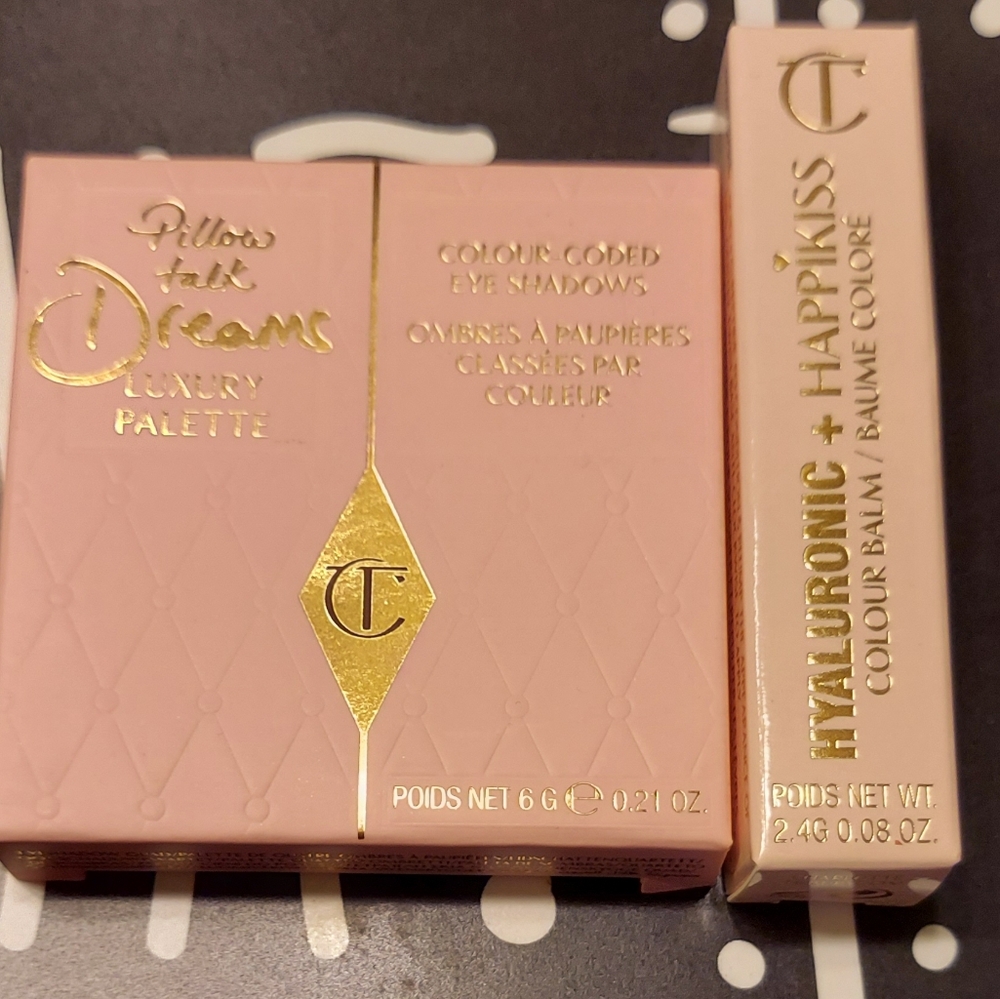 Pillow
talk
Dreams
LUXURY
PALETTE
COLOUR-CODED
EYE SHADOWS
OMBRES À PAUPIÈRES
CLASSÉES PAR
COULEUR
CT
POIDS NET 6 G ℮ 0.21 OZ.
CT
HYALURONIC + HAPPIKISS
COLOUR BALM / BAUME COLORÉ
POIDS NET WT.
2.4G 0.08 OZ.